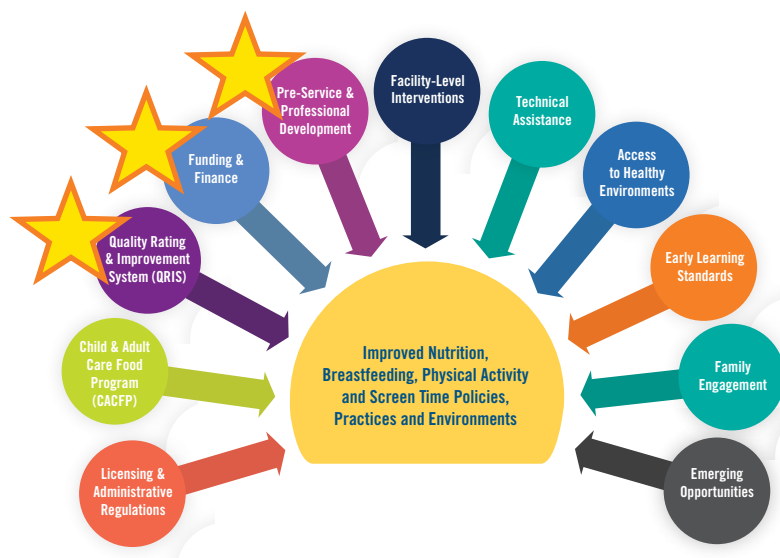 Pre-Service &
Professional
Development
Facility-Level
Interventions
Technical
Assistance
Funding &
Finance
Access
to Healthy
Environments
Quality Rating
& Improvement
System (QRIS)
Early Learning
Standards
Child & Adult
Care Food
Program
(CACFP)
Improved Nutrition,
Breastfeeding, Physical Activity
and Screen Time Policies,
Practices and Environments
Family
Engagement
Licensing &
Administrative
Regulations
Emerging
Opportunities